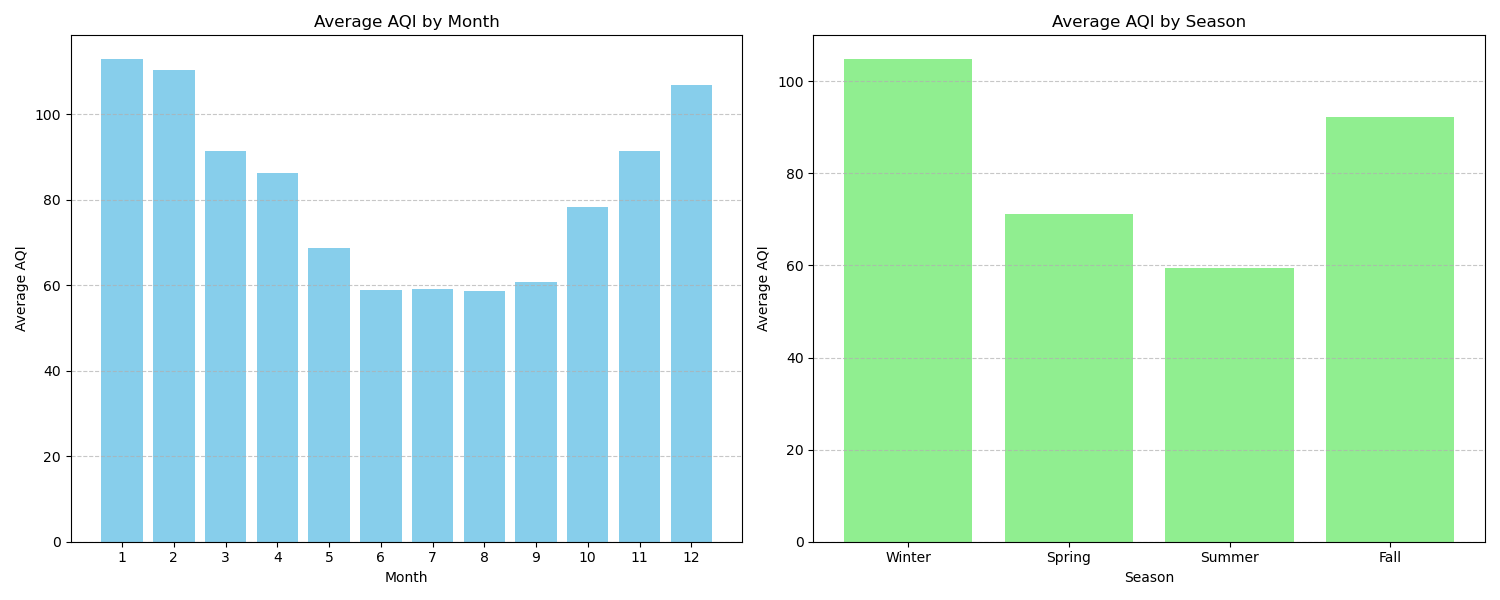 Average AQI by Month
100
80
60
40
20
0
Average AQI
1 2 3 4 5 6 7 8 9 10 11 12
Month
Average AQI by Season
100
80
60
40
20
0
Average AQI
Winter Spring Summer Fall
Season